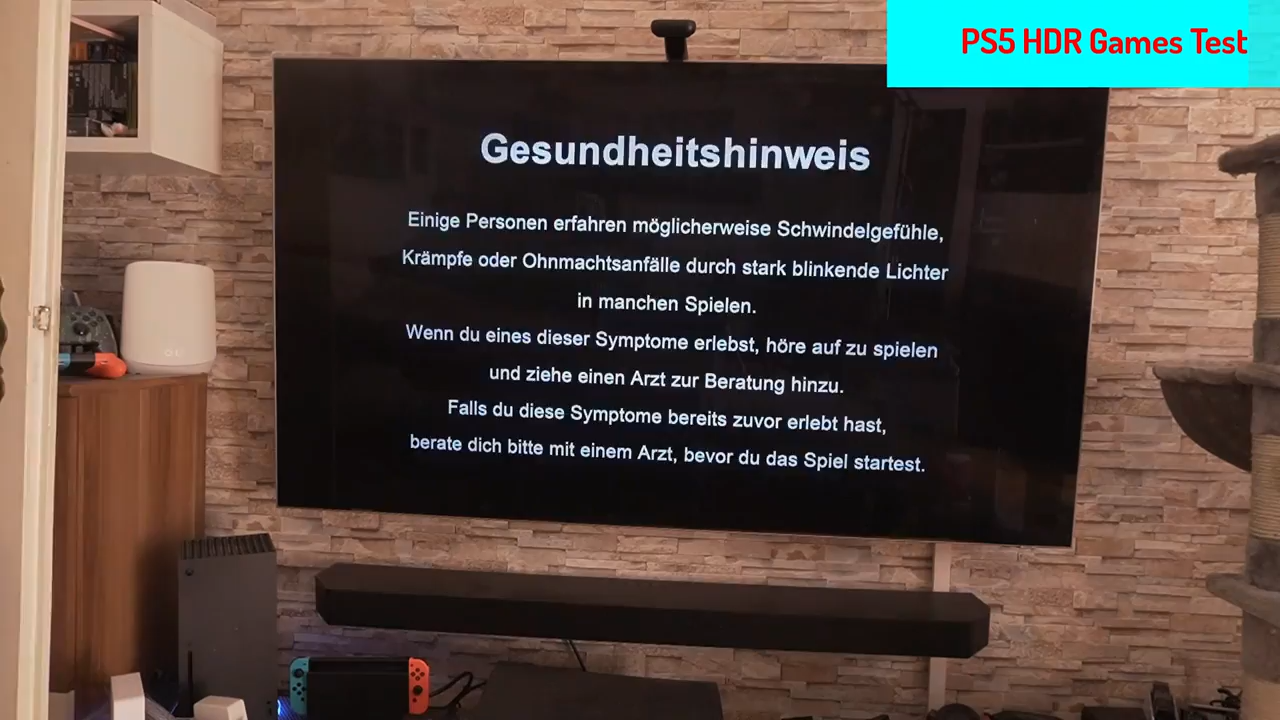 PS5 HDR Games Test
Gesundheitshinweis
Einige Personen erfahren möglicherweise Schwindelgefühle,
Krämpfe oder Ohnmachtsanfälle durch stark blinkende Lichter
in manchen Spielen.
Wenn du eines dieser Symptome erlebst, höre auf zu spielen
und ziehe einen Arzt zur Beratung hinzu.
Falls du diese Symptome bereits zuvor erlebt hast,
berate dich bitte mit einem Arzt, bevor du das Spiel startest.